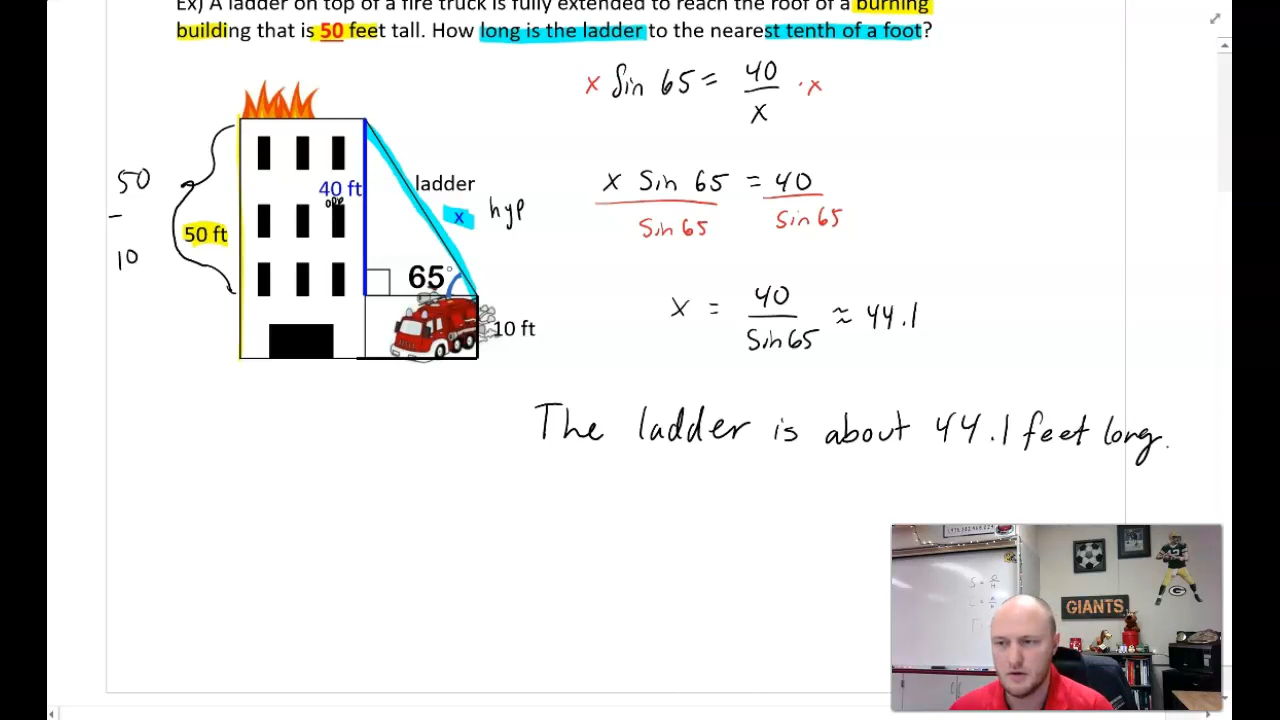 Ex) A ladder on top of a fire truck is fully extended to reach the roof of a burning
building that is 50 feet tall. How long is the ladder to the nearest tenth of a foot?
x Sin 65 = 40/x · x
50
-
10
50 ft
40 ft
opp
ladder
x
hyp
65°
10 ft
x Sin 65 = 40
Sin 65 Sin 65
x = 40/Sin 65 ≈ 44.1
The ladder is about 44.1 feet long.
GIANTS
G